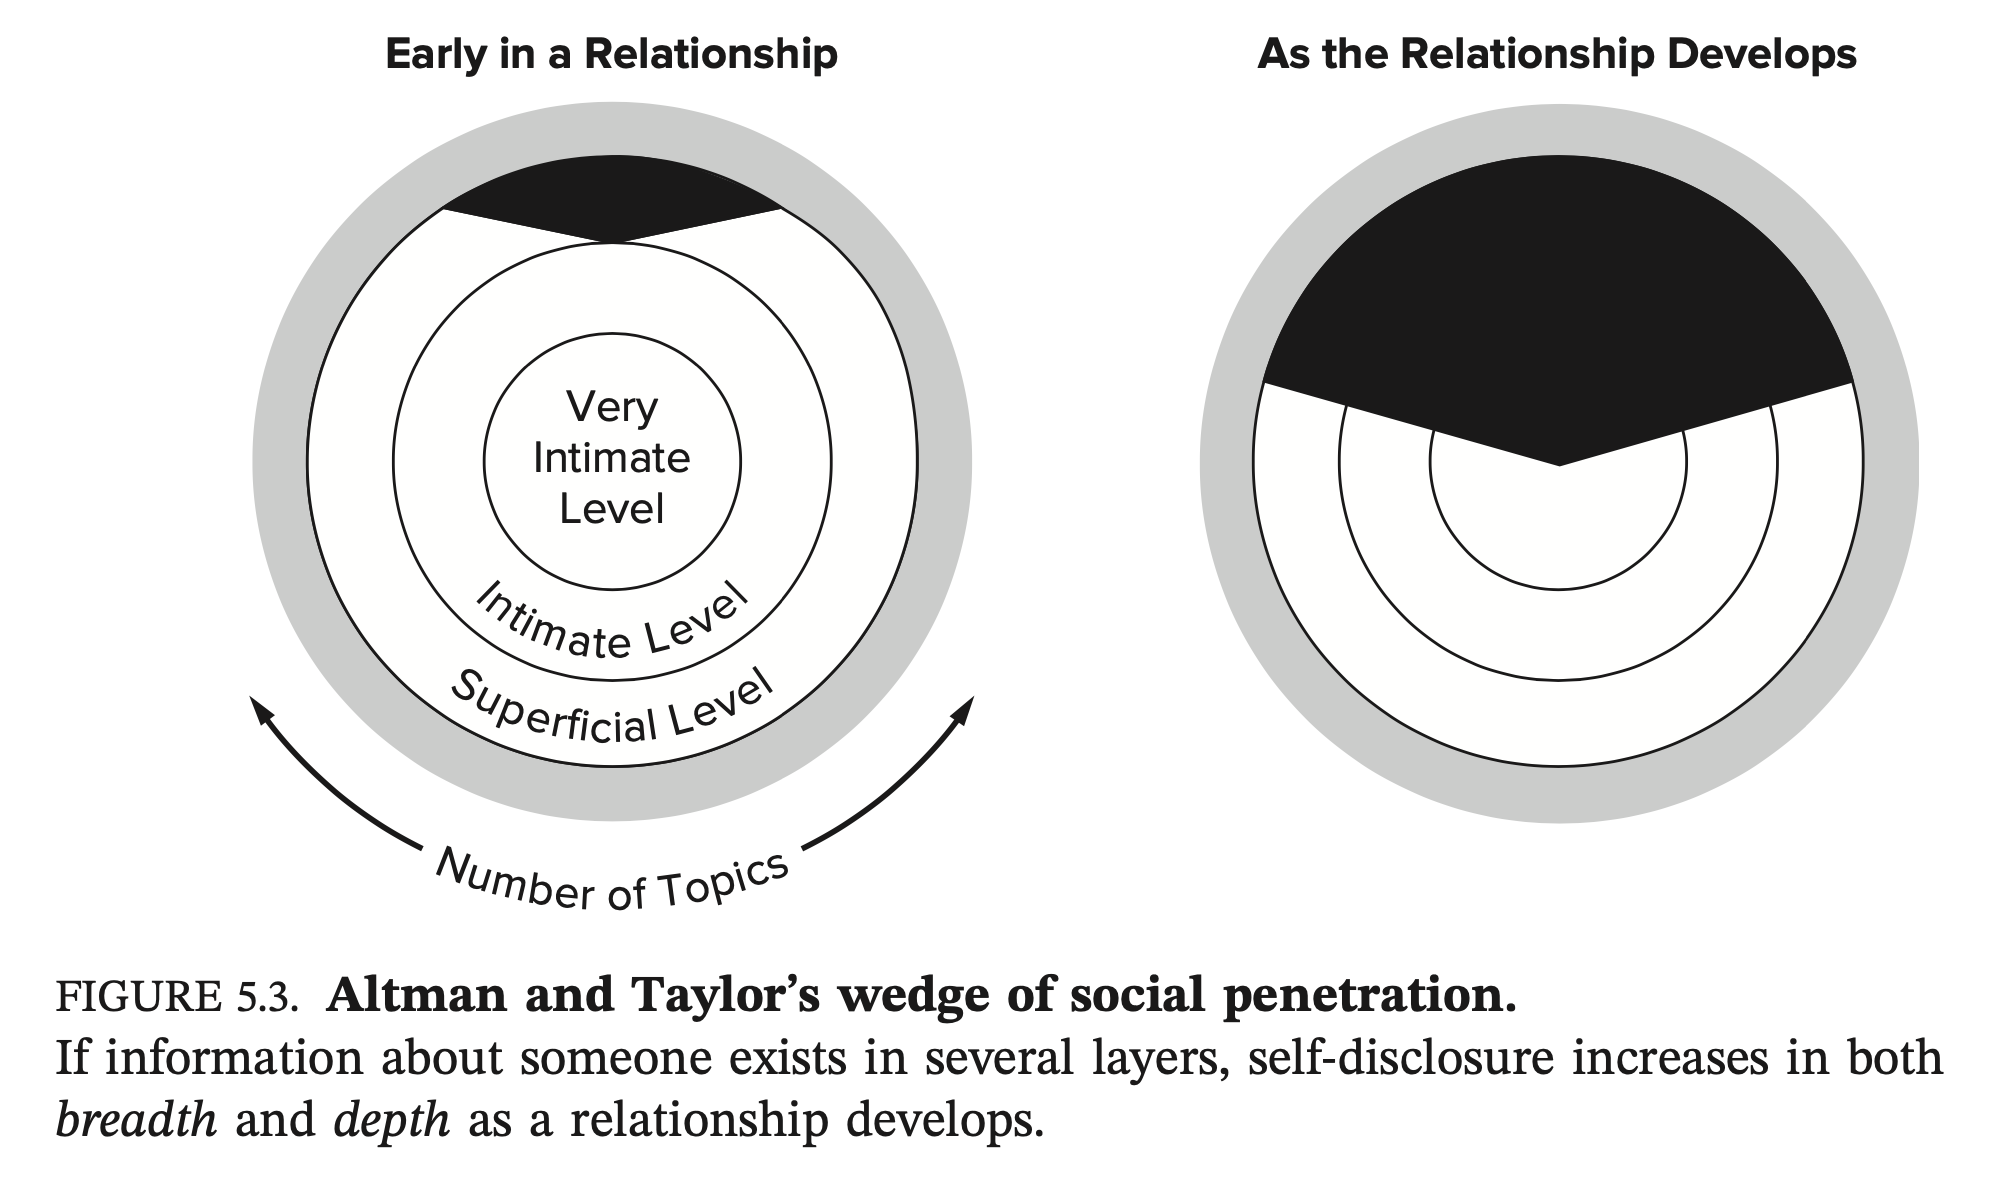 Early in a Relationship
As the Relationship Develops
Very
Intimate
Level
Intimate Level
Superficial Level
Number of Topics
FIGURE 5.3. Altman and Taylor’s wedge of social penetration.
If information about someone exists in several layers, self-disclosure increases in both
breadth and depth as a relationship develops.